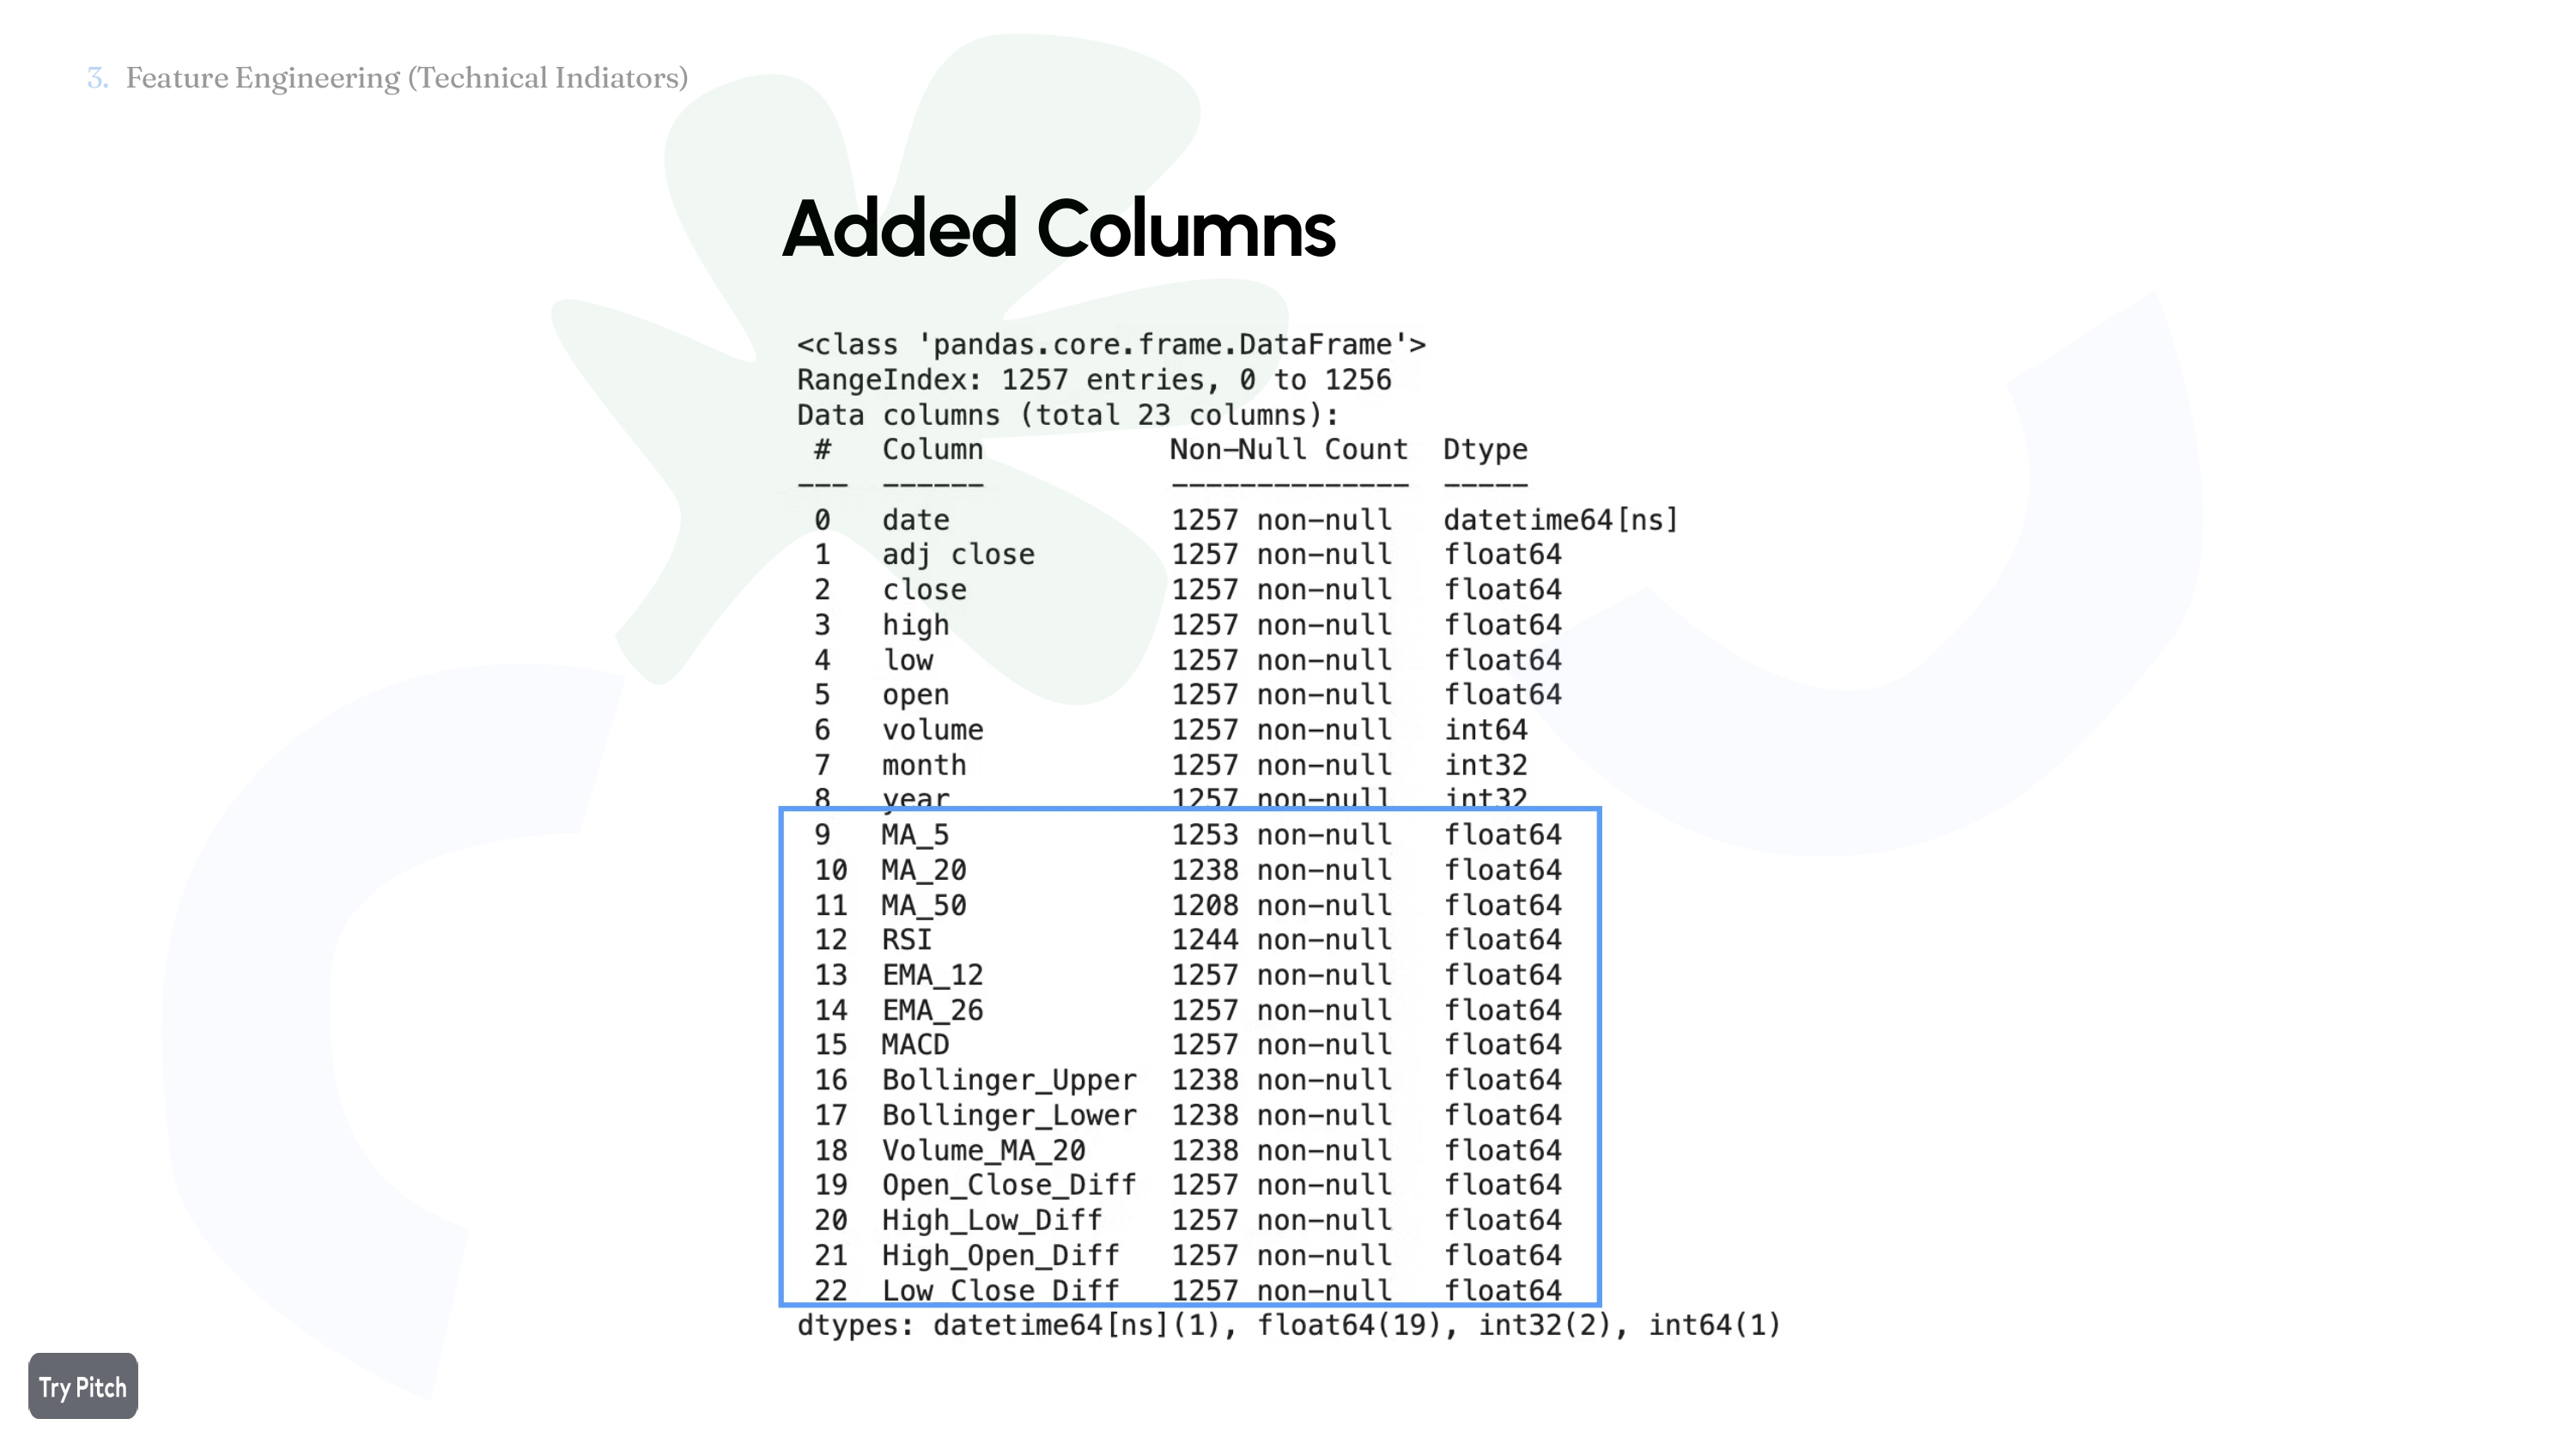 3. Feature Engineering (Technical Indiators)
Added Columns
<class 'pandas.core.frame.DataFrame'>
RangeIndex: 1257 entries, 0 to 1256
Data columns (total 23 columns):
# Column Non-Null Count Dtype
--- ------ -------------- -----
0 date 1257 non-null datetime64[ns]
1 adj close 1257 non-null float64
2 close 1257 non-null float64
3 high 1257 non-null float64
4 low 1257 non-null float64
5 open 1257 non-null float64
6 volume 1257 non-null int64
7 month 1257 non-null int32
8 year 1257 non-null int32
9 MA_5 1253 non-null float64
10 MA_20 1238 non-null float64
11 MA_50 1208 non-null float64
12 RSI 1244 non-null float64
13 EMA_12 1257 non-null float64
14 EMA_26 1257 non-null float64
15 MACD 1257 non-null float64
16 Bollinger_Upper 1238 non-null float64
17 Bollinger_Lower 1238 non-null float64
18 Volume_MA_20 1238 non-null float64
19 Open_Close_Diff 1257 non-null float64
20 High_Low_Diff 1257 non-null float64
21 High_Open_Diff 1257 non-null float64
22 Low_Close_Diff 1257 non-null float64
dtypes: datetime64[ns](1), float64(19), int32(2), int64(1)
Try Pitch